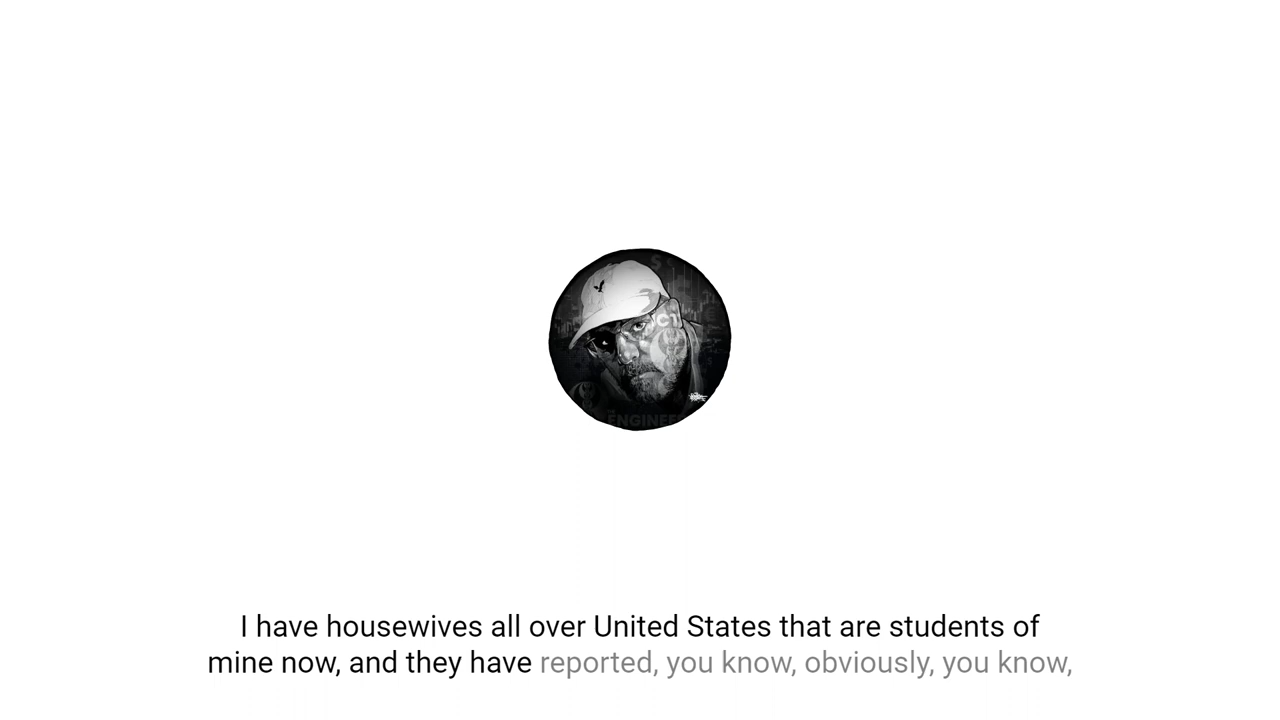 ENGINEE
I have housewives all over United States that are students of
mine now, and they have reported, you know, obviously, you know,